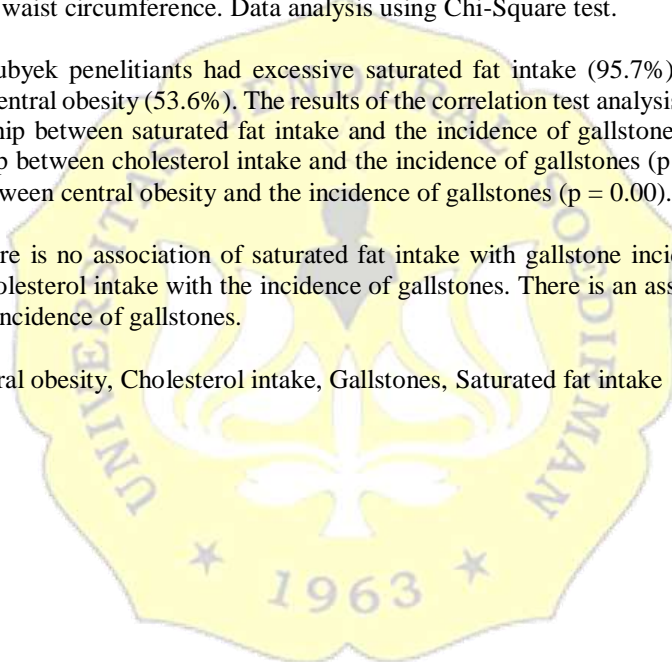 waist circumference. Data analysis using Chi-Square test.
ubyek penelitiants had excessive saturated fat intake (95.7%)
entral obesity (53.6%). The results of the correlation test analysis
hip between saturated fat intake and the incidence of gallstone
p between cholesterol intake and the incidence of gallstones (p
ween central obesity and the incidence of gallstones (p = 0.00).
re is no association of saturated fat intake with gallstone incid
olesterol intake with the incidence of gallstones. There is an ass
incidence of gallstones.
ral obesity, Cholesterol intake, Gallstones, Saturated fat intake
UNIVERSITAS JENDERAL SOEDIRMAN
1963